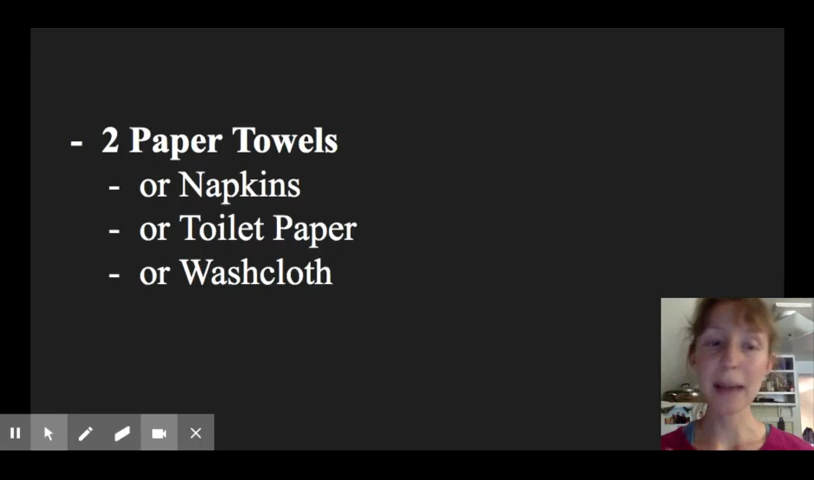 - 2 Paper Towels
- or Napkins
- or Toilet Paper
- or Washcloth